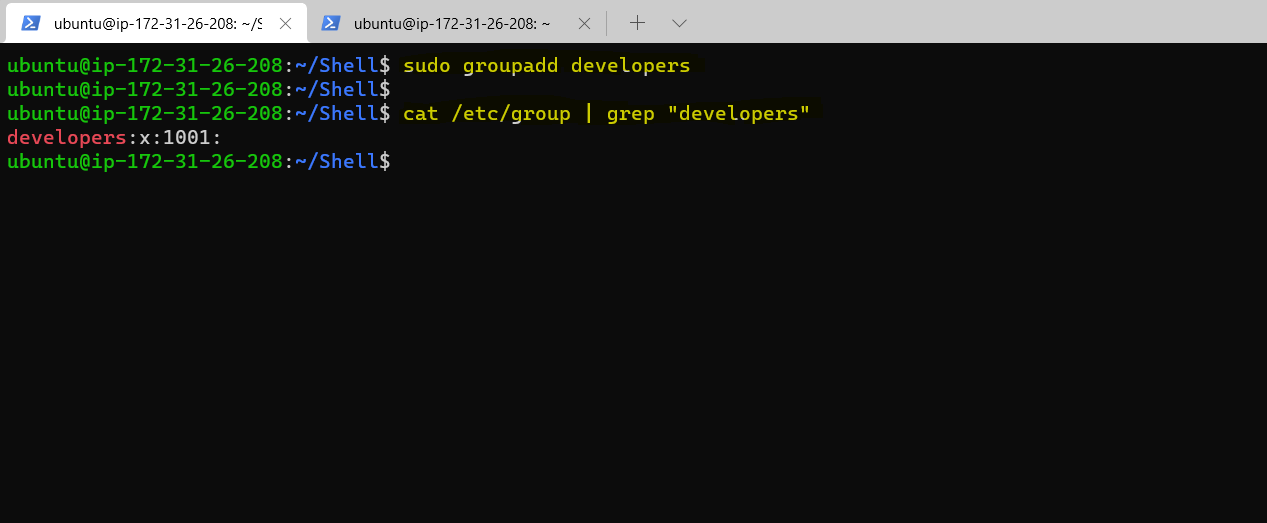 ubuntu@ip-172-31-26-208: ~/S
ubuntu@ip-172-31-26-208: ~
ubuntu@ip-172-31-26-208:~/Shell$ sudo groupadd developers
ubuntu@ip-172-31-26-208:~/Shell$
ubuntu@ip-172-31-26-208:~/Shell$ cat /etc/group | grep "developers"
developers:x:1001:
ubuntu@ip-172-31-26-208:~/Shell$